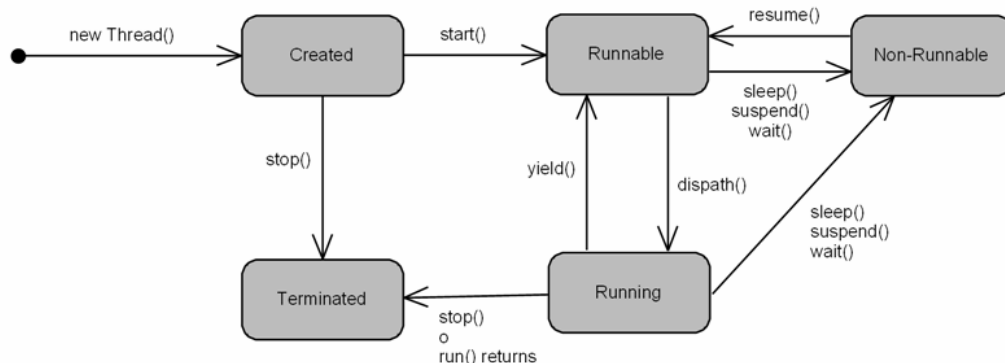 new Thread()
Created
start()
Runnable
resume()
Non-Runnable
sleep()
suspend()
wait()
stop()
yield()
dispath()
sleep()
suspend()
wait()
Terminated
stop()
o
run() returns
Running